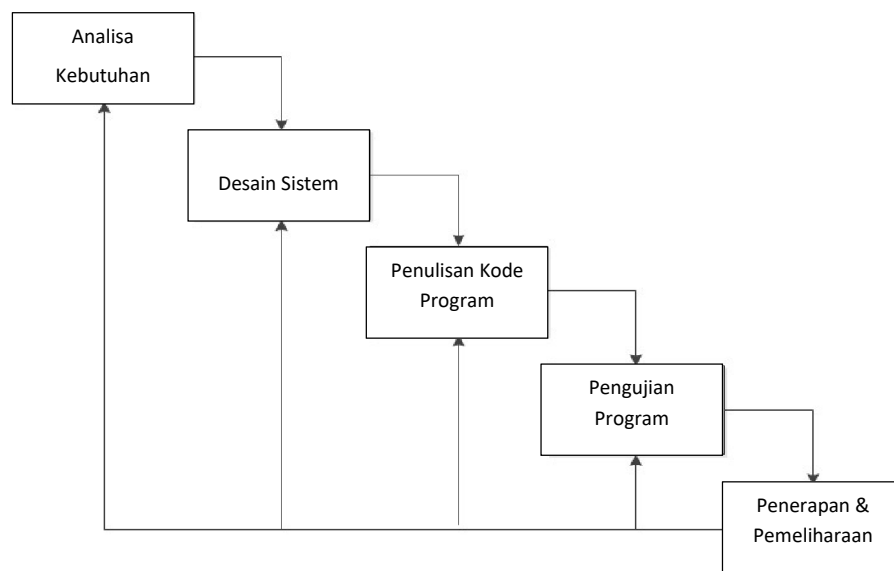 Analisa
Kebutuhan
Desain Sistem
Penulisan Kode
Program
Pengujian
Program
Penerapan &
Pemeliharaan